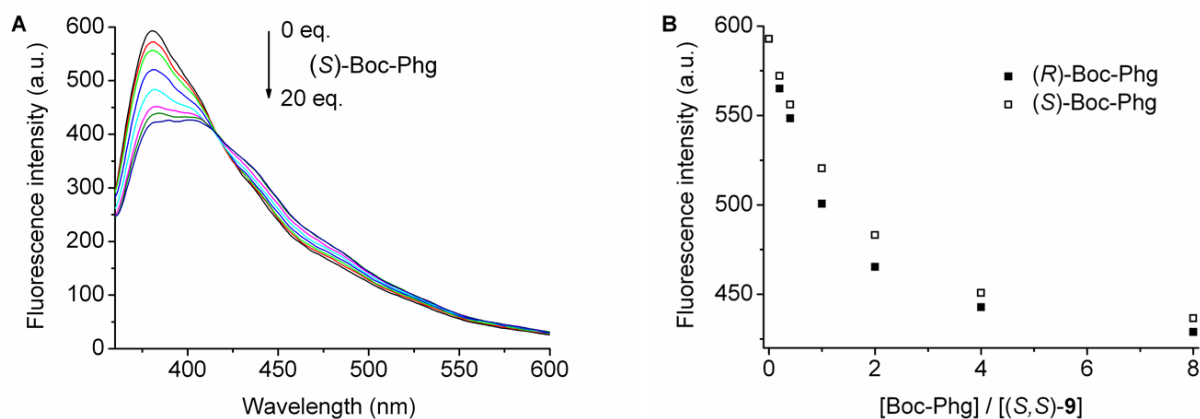 A
Fluorescence intensity (a.u.)
600
500
400
300
200
100
0
0 eq.
(S)-Boc-Phg
20 eq.
400
450
500
550
600
Wavelength (nm)
B
Fluorescence intensity (a.u.)
600
550
500
450
(R)-Boc-Phg
(S)-Boc-Phg
0
2
4
6
8
[Boc-Phg] / [(S,S)-9]